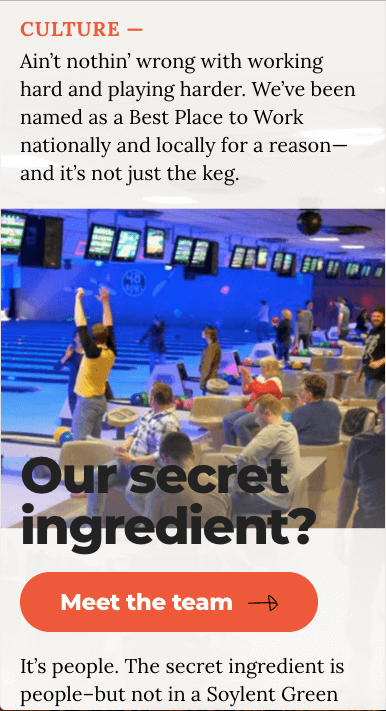 CULTURE —
Ain’t nothin’ wrong with working
hard and playing harder. We’ve been
named as a Best Place to Work
nationally and locally for a reason—
and it’s not just the keg.
Our secret
ingredient?
Meet the team
It’s people. The secret ingredient is
people–but not in a Soylent Green